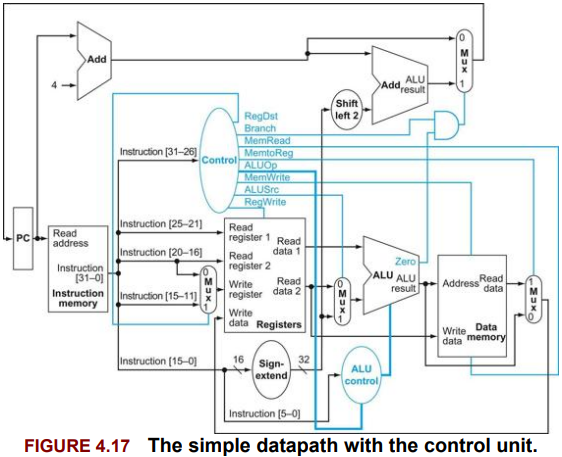 Add
4
Add ALU
result
0
M
u
x
1
Shift
left 2
RegDst
Branch
MemRead
MemtoReg
ALUOp
MemWrite
ALUSrc
RegWrite
Control
Instruction [31–26]
Instruction [25–21]
Instruction [20–16]
Instruction [15–11]
Instruction [15–0]
Instruction [5–0]
PC
Read
address
Instruction
[31–0]
Instruction
memory
0
M
u
x
1
Read
register 1
Read
register 2
Write
register
Write
data
Read
data 1
Read
data 2
Registers
0
M
u
x
1
Zero
ALU
ALU
result
Address
Read
data
Write
data
Data
memory
1
M
u
x
0
16
Sign-
extend
32
ALU
control
FIGURE 4.17 The simple datapath with the control unit.